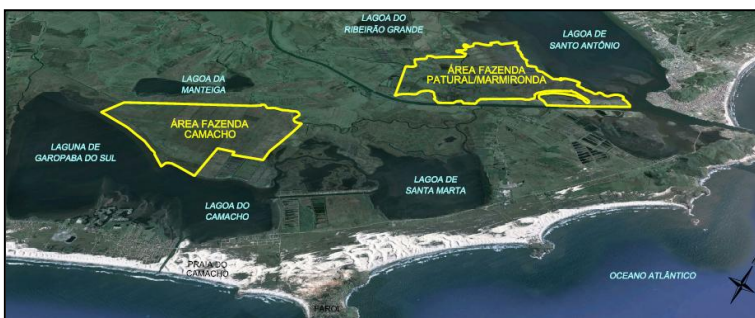 LAGOA DO
RIBEIRÃO GRANDE
LAGOA DE
SANTO ANTÔNIO
ÁREA FAZENDA
PATURAL/MARMIRONDA
LAGOA DA
MANTEIGA
ÁREA FAZENDA
CAMACHO
LAGUNA DE
GAROPABA DO SUL
LAGOA DE
SANTA MARTA
LAGOA DO
CAMACHO
PRAIA DO
CAMACHO
OCEANO ATLÂNTICO
FAROL